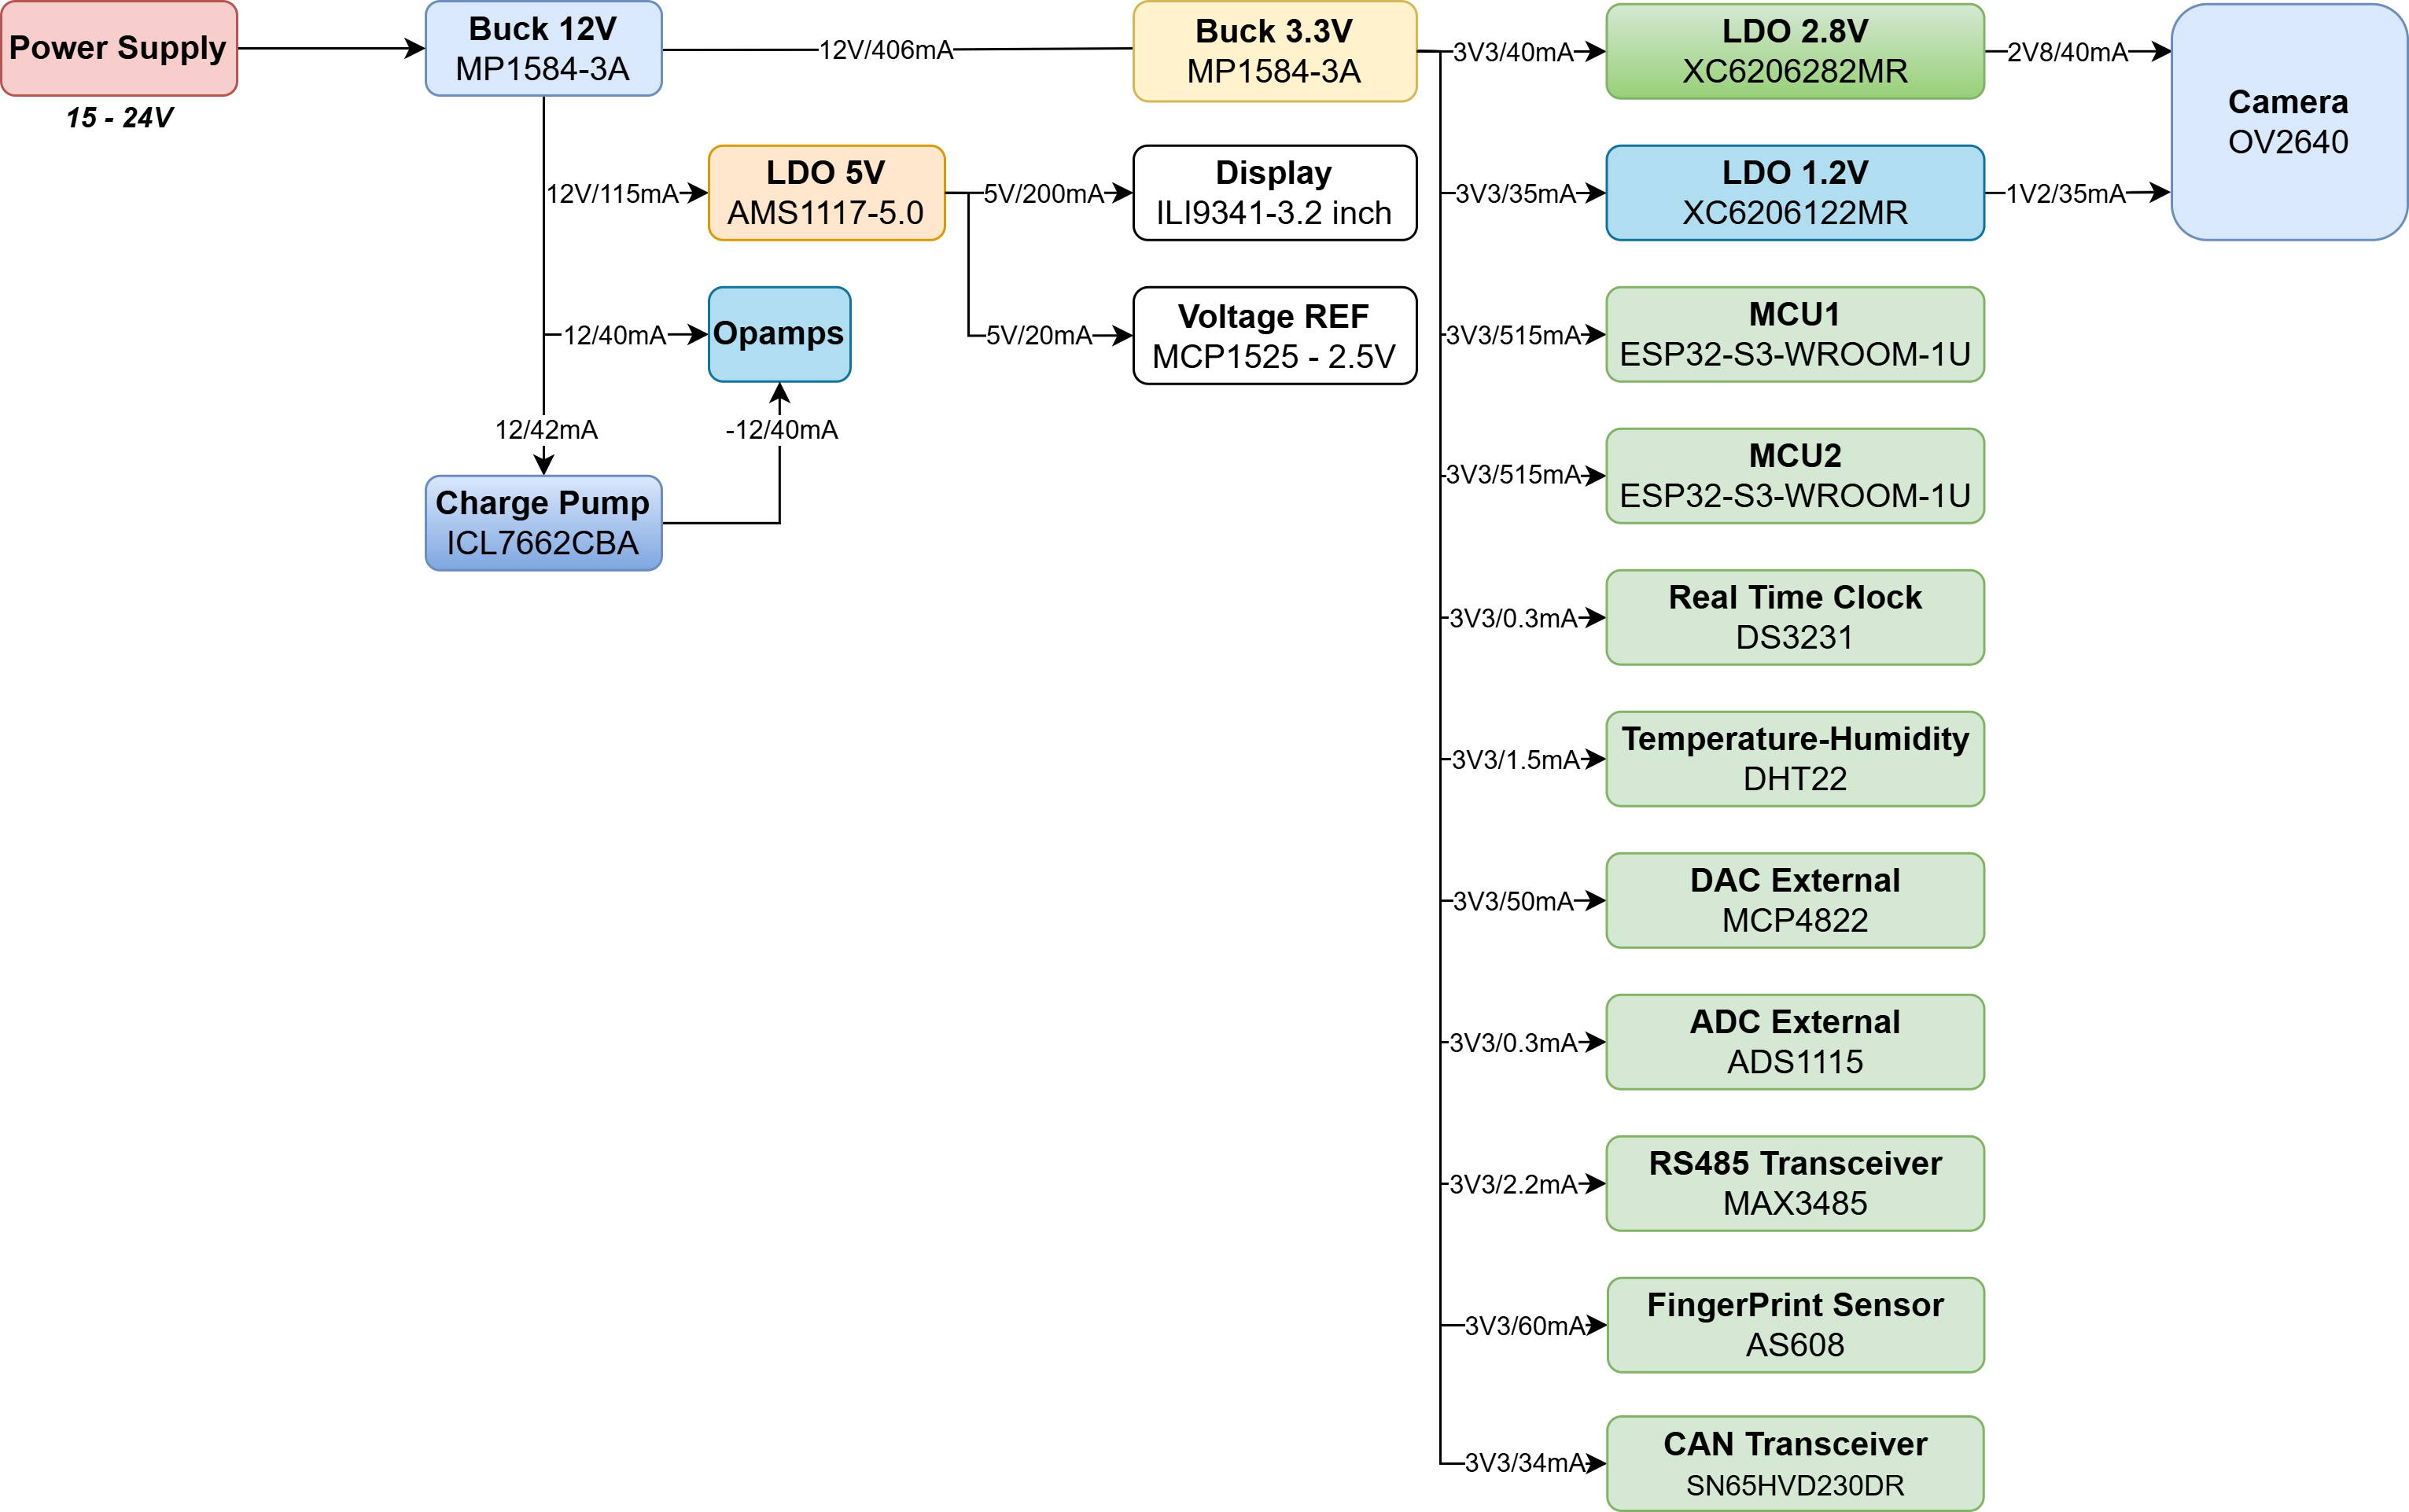 Power Supply
15 - 24V
Buck 12V
MP1584-3A
12V/406mA
Buck 3.3V
MP1584-3A
3V3/40mA
LDO 2.8V
XC6206282MR
2V8/40mA
Camera
OV2640
12V/115mA
LDO 5V
AMS1117-5.0
5V/200mA
Display
ILI9341-3.2 inch
3V3/35mA
LDO 1.2V
XC6206122MR
1V2/35mA
12/40mA
Opamps
5V/20mA
Voltage REF
MCP1525 - 2.5V
3V3/515mA
MCU1
ESP32-S3-WROOM-1U
12/42mA
-12/40mA
3V3/515mA
MCU2
ESP32-S3-WROOM-1U
Charge Pump
ICL7662CBA
3V3/0.3mA
Real Time Clock
DS3231
3V3/1.5mA
Temperature-Humidity
DHT22
3V3/50mA
DAC External
MCP4822
3V3/0.3mA
ADC External
ADS1115
3V3/2.2mA
RS485 Transceiver
MAX3485
3V3/60mA
FingerPrint Sensor
AS608
3V3/34mA
CAN Transceiver
SN65HVD230DR